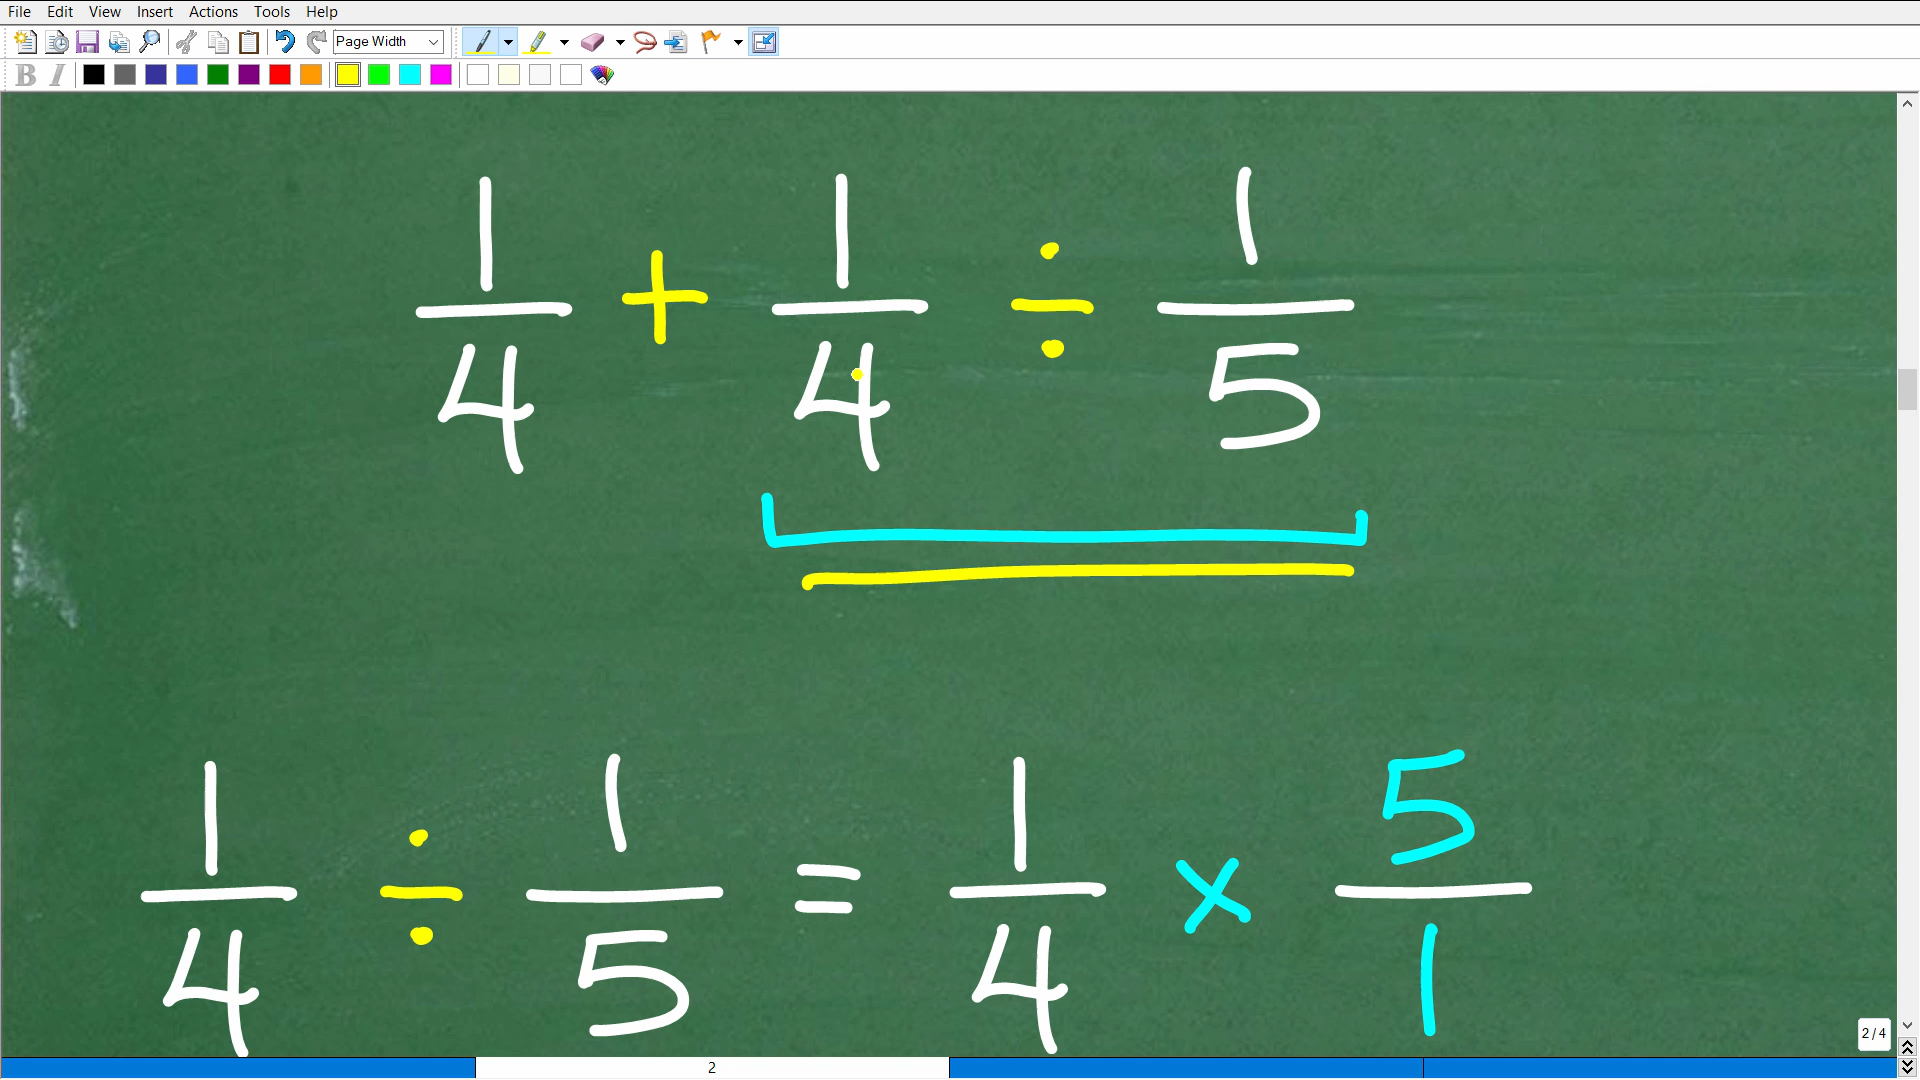 File Edit View Insert Actions Tools Help
Page Width
B I
1/4 + 1/4 ÷ 1/5
1/4 ÷ 1/5 = 1/4 × 5/1
2 / 4
2